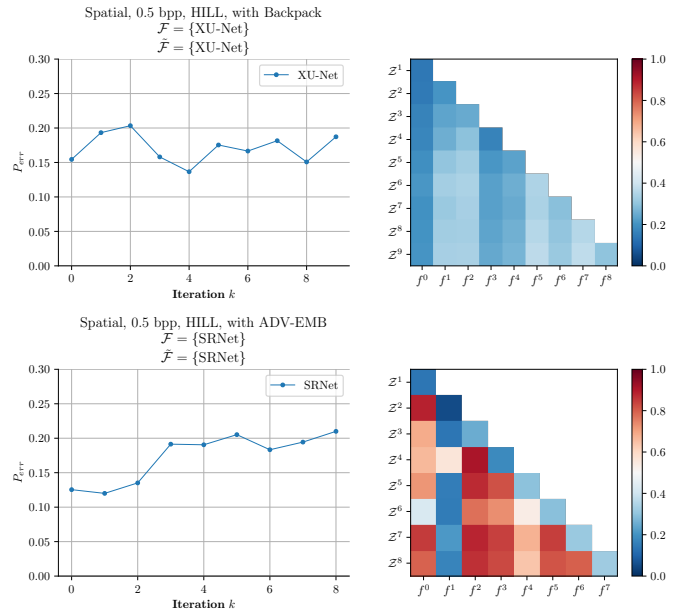 Spatial, 0.5 bpp, HILL, with Backpack
ℱ = {XU-Net}
ℱ̃ = {XU-Net}
0.30
0.25
0.20
0.15
0.10
0.05
0.00
P_err
XU-Net
0 2 4 6 8
Iteration k
𝒵¹
𝒵²
𝒵³
𝒵⁴
𝒵⁵
𝒵⁶
𝒵⁷
𝒵⁸
𝒵⁹
f⁰ f¹ f² f³ f⁴ f⁵ f⁶ f⁷ f⁸
1.0
0.8
0.6
0.4
0.2
0.0
Spatial, 0.5 bpp, HILL, with ADV-EMB
ℱ = {SRNet}
ℱ̃ = {SRNet}
0.30
0.25
0.20
0.15
0.10
0.05
0.00
P_err
SRNet
0 2 4 6 8
Iteration k
𝒵¹
𝒵²
𝒵³
𝒵⁴
𝒵⁵
𝒵⁶
𝒵⁷
𝒵⁸
f⁰ f¹ f² f³ f⁴ f⁵ f⁶ f⁷
1.0
0.8
0.6
0.4
0.2
0.0